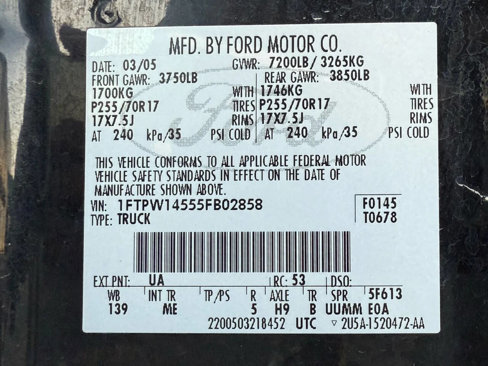 MFD. BY FORD MOTOR CO.
DATE: 03/05 GVWR: 7200LB/ 3265KG
FRONT GAWR: 3750LB REAR GAWR: 3850LB
1700KG WITH 1746KG WITH
P255/70R17 TIRES P255/70R17 TIRES
17X7.5J RIMS 17X7.5J RIMS
AT 240 kPa/35 PSI COLD AT 240 kPa/35 PSI COLD
THIS VEHICLE CONFORMS TO ALL APPLICABLE FEDERAL MOTOR
VEHICLE SAFETY STANDARDS IN EFFECT ON THE DATE OF
MANUFACTURE SHOWN ABOVE.
VIN: 1FTPW14555FB02858 F0145
TYPE: TRUCK T0678
EXT PNT: UA RC: 53 DSO:
WB INT TR TP/PS R AXLE TR SPR 5F613
139 ME 5 H9 B UUMM E0A
2200503218452 UTC ▽ 2U5A-1520472-AA
Ford